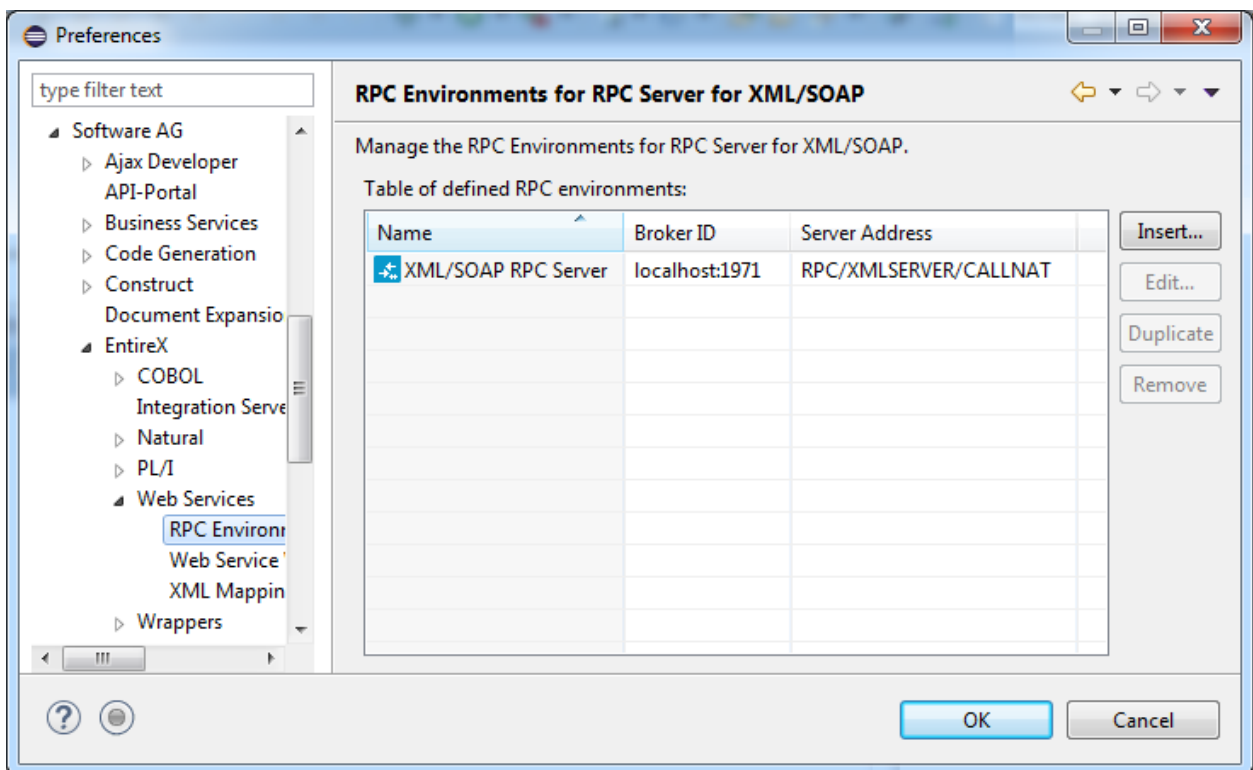 Preferences
type filter text
Software AG
Ajax Developer
API-Portal
Business Services
Code Generation
Construct
Document Expansio
EntireX
COBOL
Integration Serve
Natural
PL/I
Web Services
RPC Environ
Web Service
XML Mappin
Wrappers
RPC Environments for RPC Server for XML/SOAP
Manage the RPC Environments for RPC Server for XML/SOAP.
Table of defined RPC environments:
Name Broker ID Server Address
XML/SOAP RPC Server localhost:1971 RPC/XMLSERVER/CALLNAT
Insert...
Edit...
Duplicate
Remove
?
OK Cancel